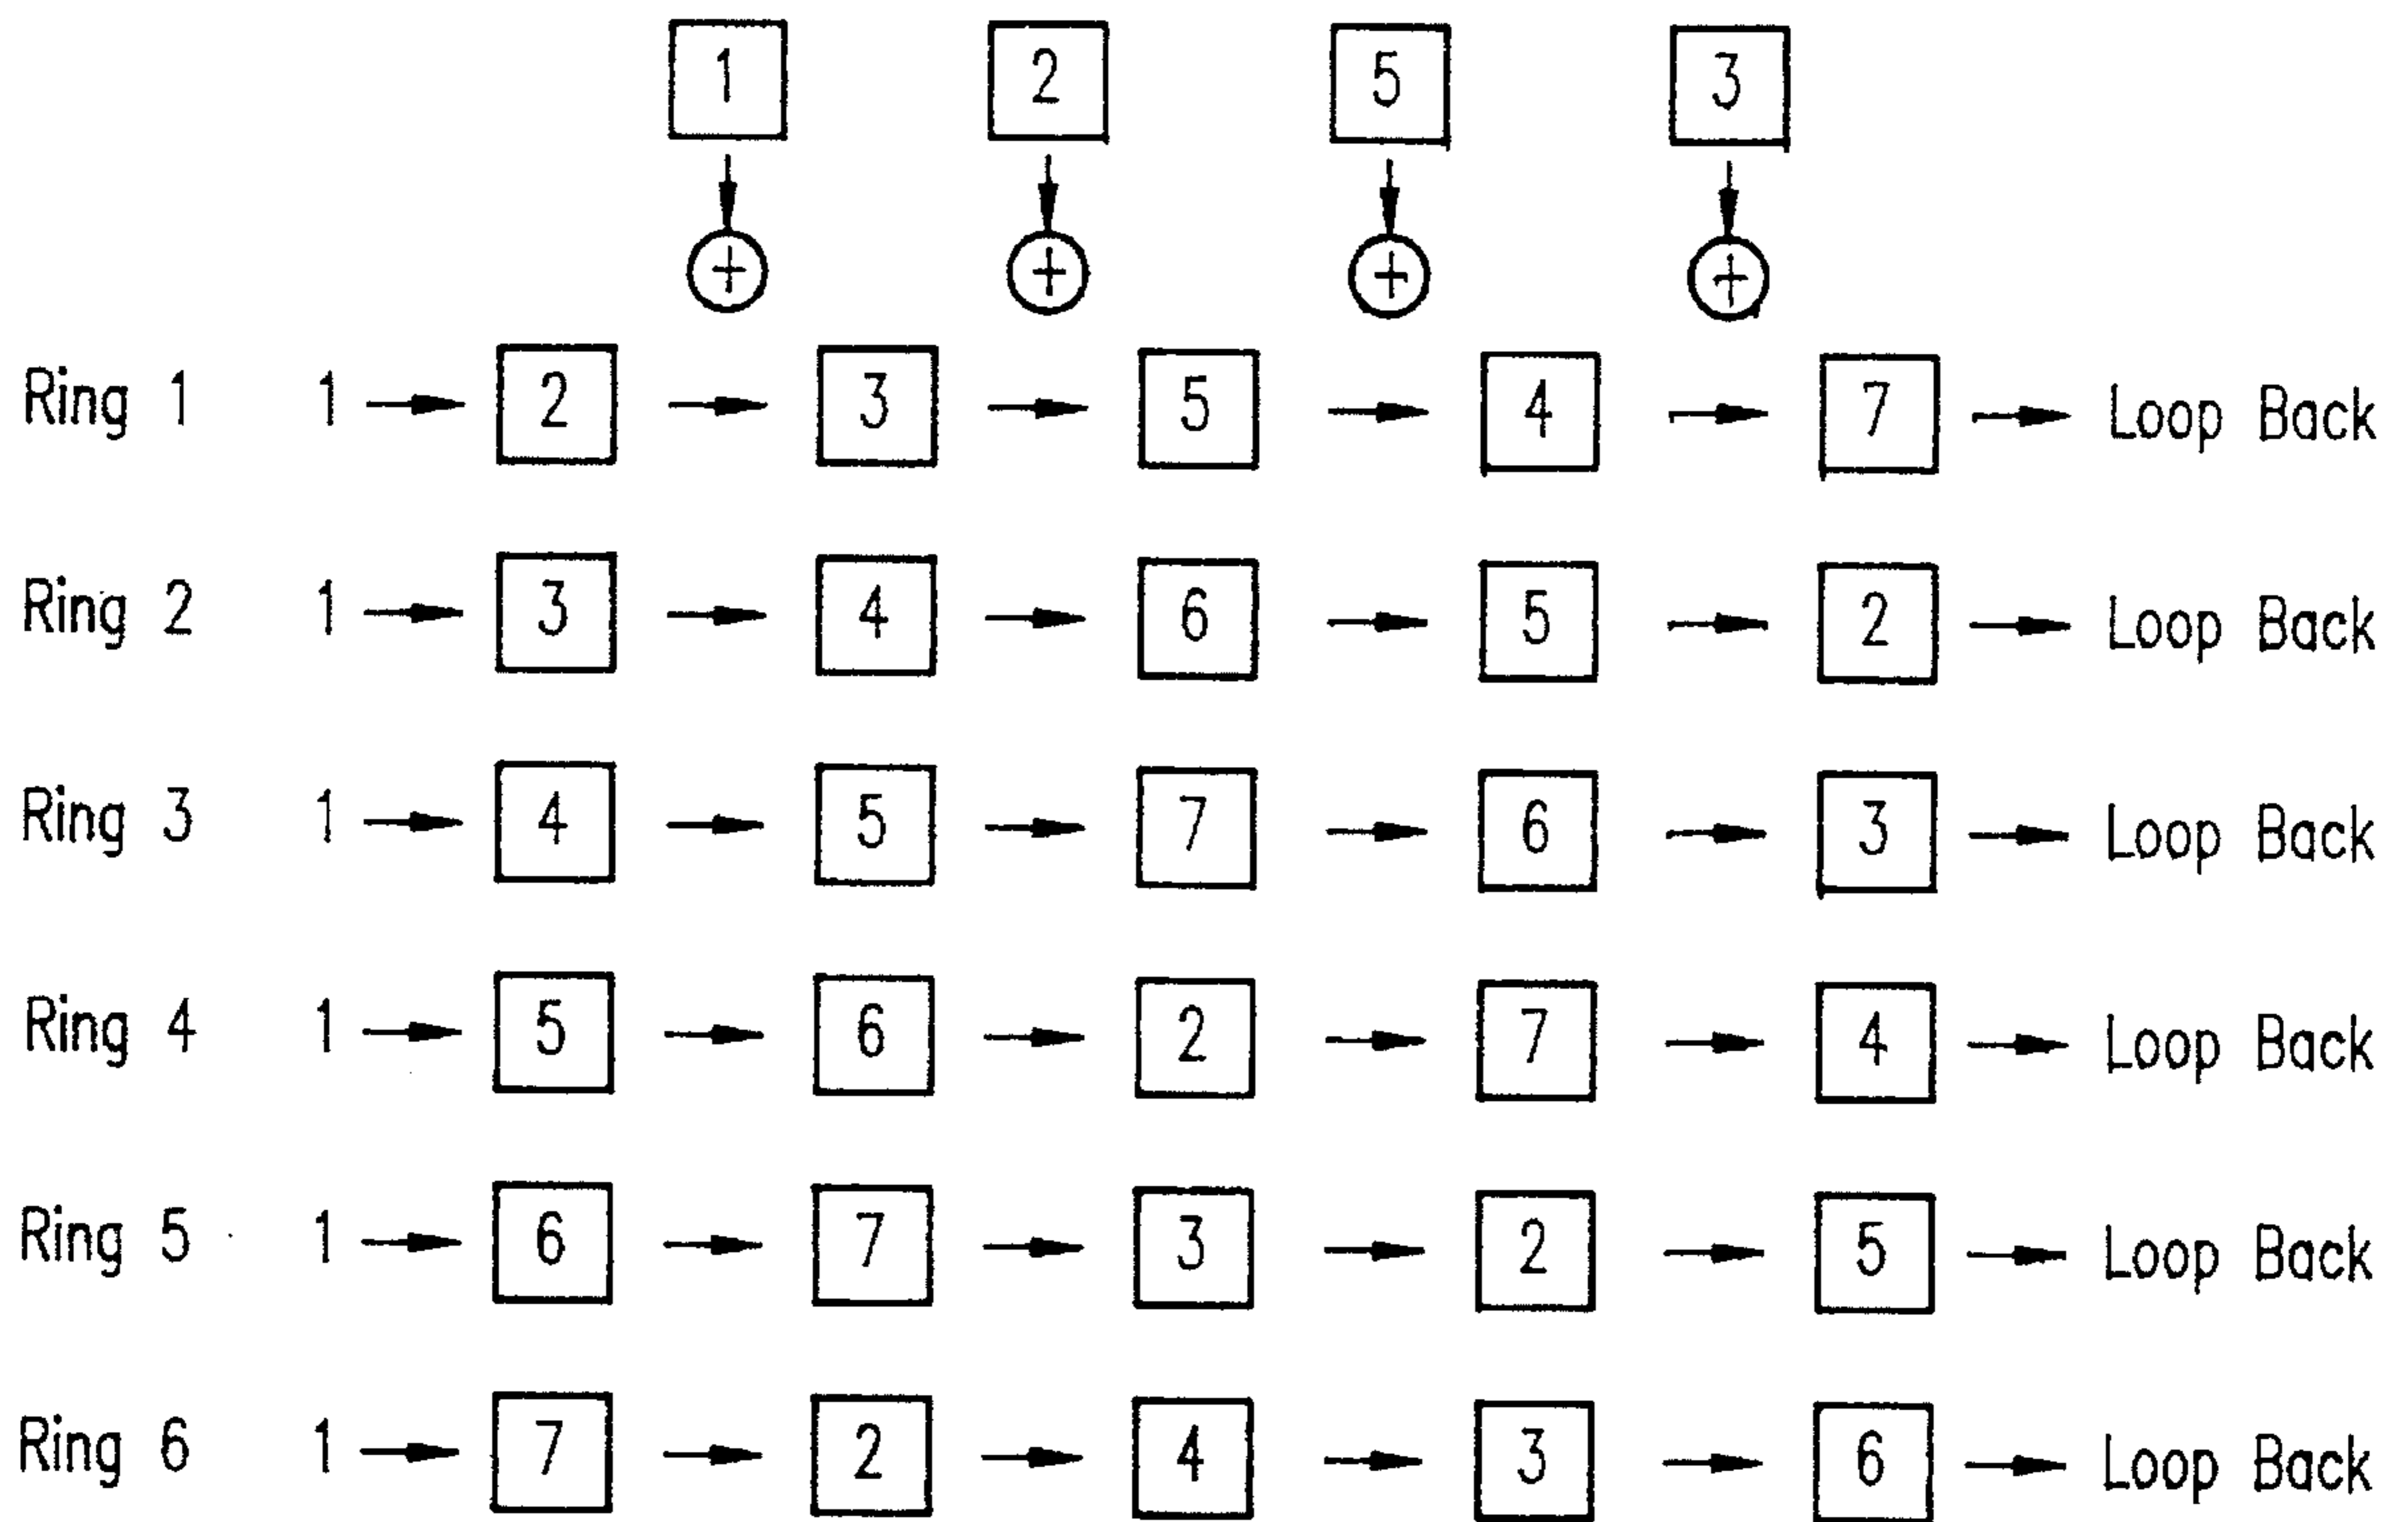 1 2 5 3
+ + + +
Ring 1 1 2 3 5 4 7 Loop Back
Ring 2 1 3 4 6 5 2 Loop Back
Ring 3 1 4 5 7 6 3 Loop Back
Ring 4 1 5 6 2 7 4 Loop Back
Ring 5 1 6 7 3 2 5 Loop Back
Ring 6 1 7 2 4 3 6 Loop Back